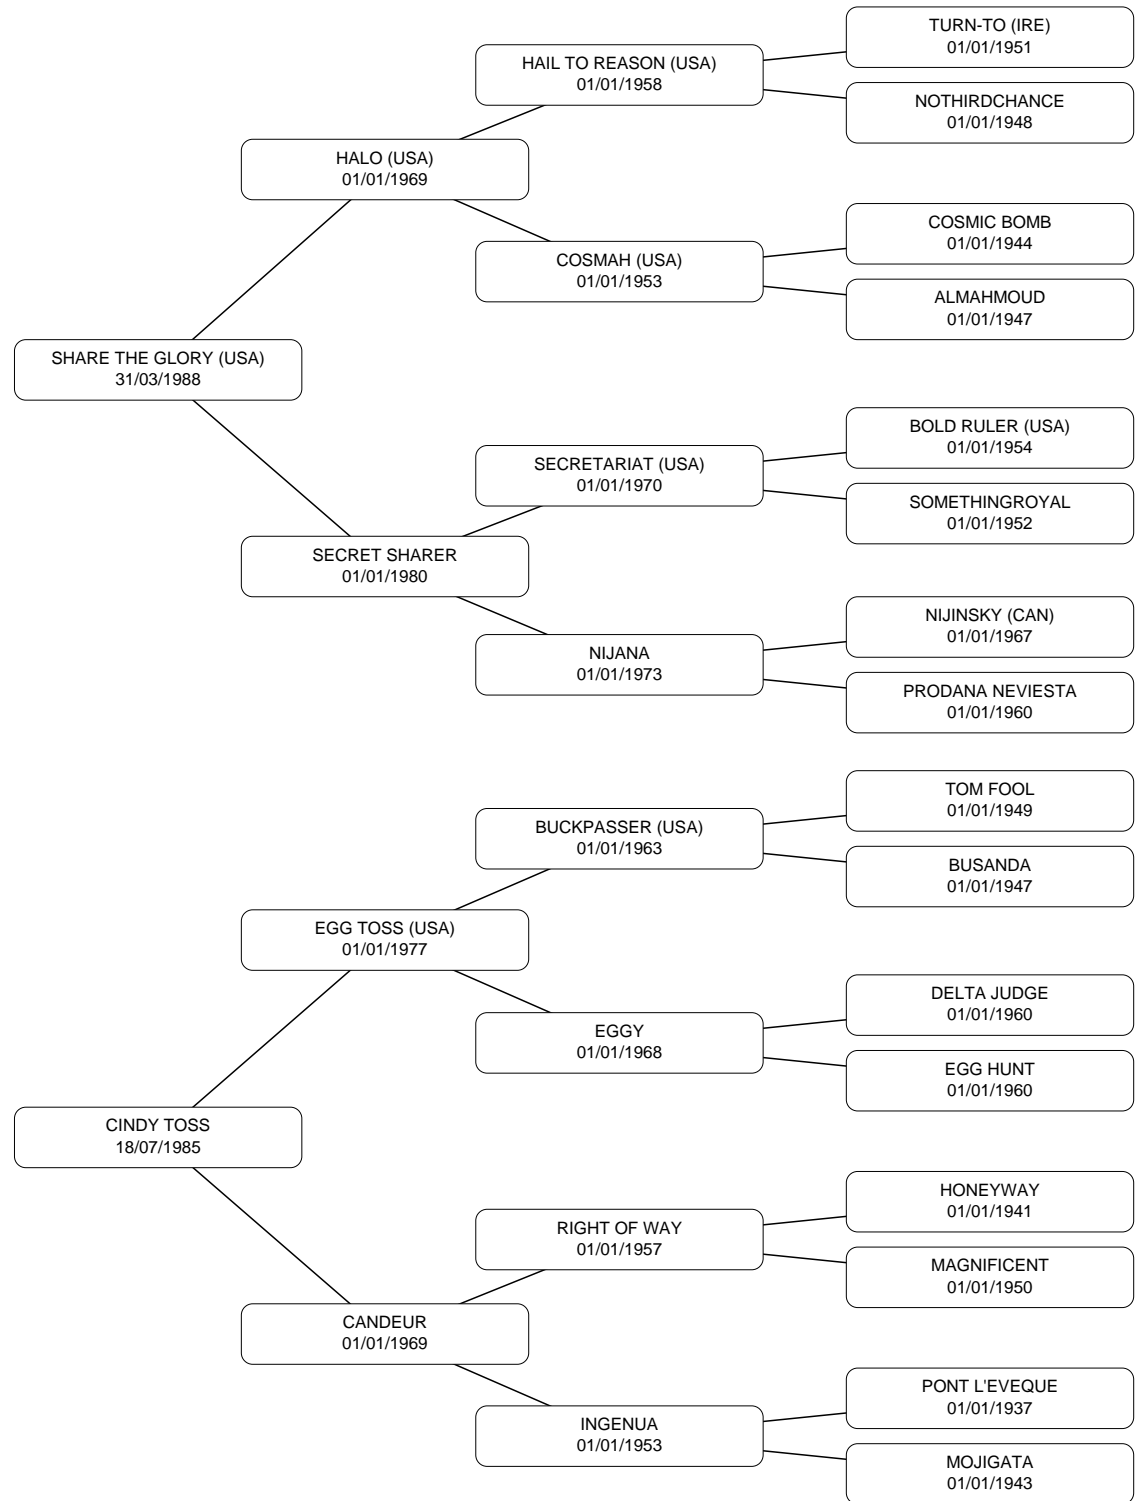 TURN-TO (IRE)
01/01/1951
HAIL TO REASON (USA)
01/01/1958
NOTHIRDCHANCE
01/01/1948
HALO (USA)
01/01/1969
COSMIC BOMB
01/01/1944
COSMAH (USA)
01/01/1953
ALMAHMOUD
01/01/1947
SHARE THE GLORY (USA)
31/03/1988
BOLD RULER (USA)
01/01/1954
SECRETARIAT (USA)
01/01/1970
SOMETHINGROYAL
01/01/1952
SECRET SHARER
01/01/1980
NIJINSKY (CAN)
01/01/1967
NIJANA
01/01/1973
PRODANA NEVIESTA
01/01/1960
TOM FOOL
01/01/1949
BUCKPASSER (USA)
01/01/1963
BUSANDA
01/01/1947
EGG TOSS (USA)
01/01/1977
DELTA JUDGE
01/01/1960
EGGY
01/01/1968
EGG HUNT
01/01/1960
CINDY TOSS
18/07/1985
HONEYWAY
01/01/1941
RIGHT OF WAY
01/01/1957
MAGNIFICENT
01/01/1950
CANDEUR
01/01/1969
PONT L'EVEQUE
01/01/1937
INGENUA
01/01/1953
MOJIGATA
01/01/1943